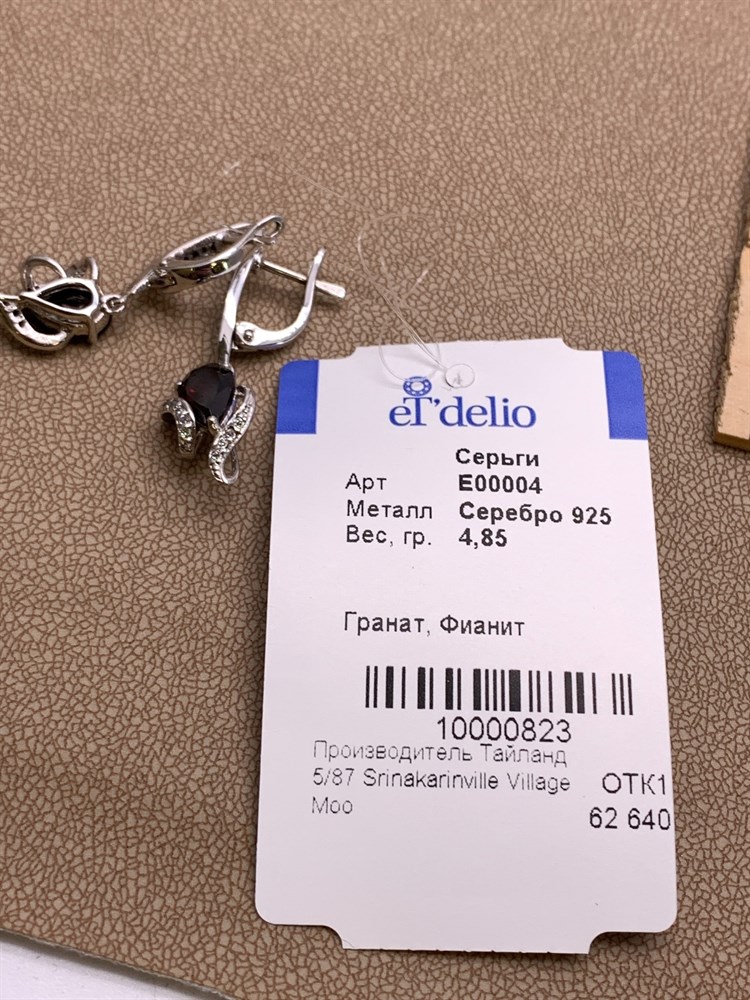 eT'delio
Серьги
Арт E00004
Металл Серебро 925
Вес, гр. 4,85
Гранат, Фианит
10000823
Производитель Тайланд
5/87 Srinakarinville Village ОТК1
Moo
62 640